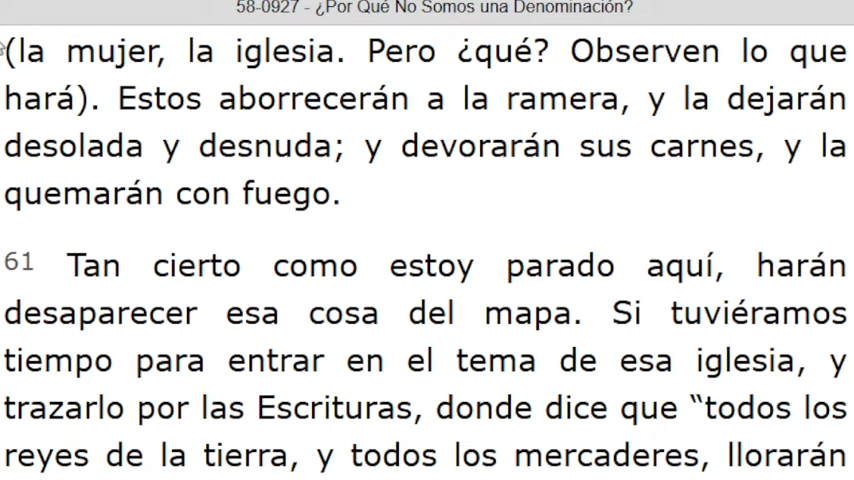 58-0927 - ¿Por Qué No Somos una Denominación?
(la mujer, la iglesia. Pero ¿qué? Observen lo que
hará). Estos aborrecerán a la ramera, y la dejarán
desolada y desnuda; y devorarán sus carnes, y la
quemarán con fuego.
61 Tan cierto como estoy parado aquí, harán
desaparecer esa cosa del mapa. Si tuviéramos
tiempo para entrar en el tema de esa iglesia, y
trazarlo por las Escrituras, donde dice que “todos los
reyes de la tierra, y todos los mercaderes, llorarán